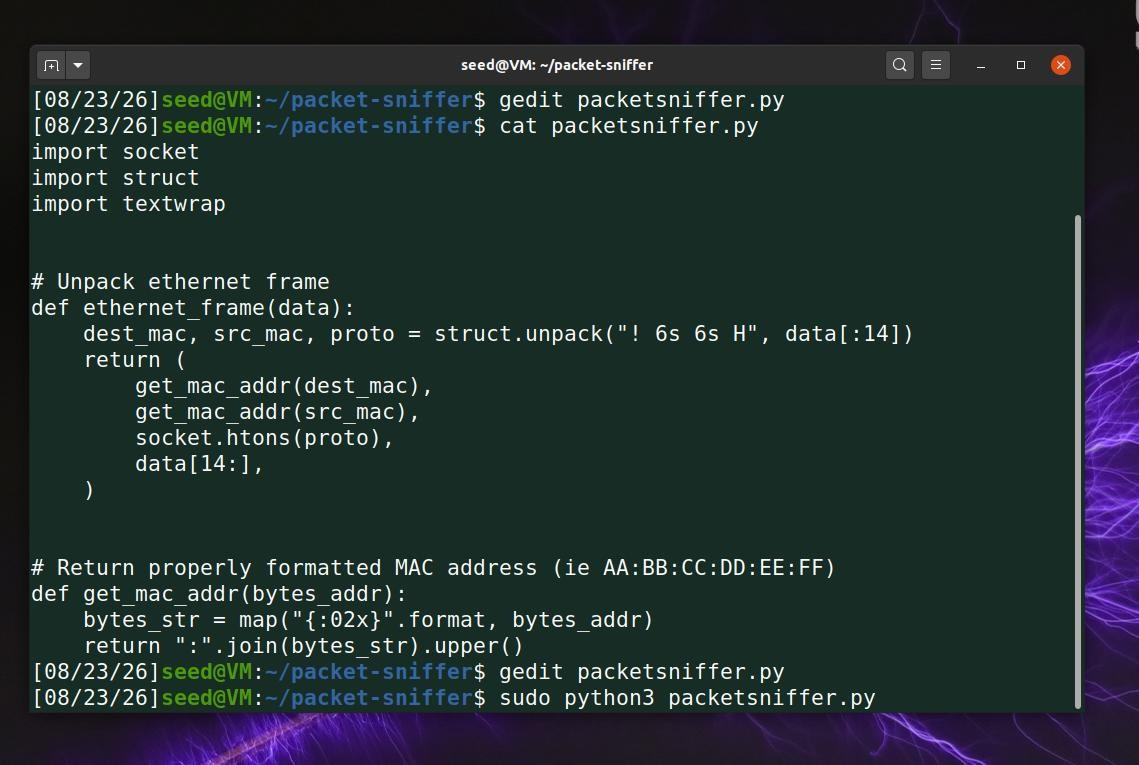 seed@VM: ~/packet-sniffer
[08/23/26]seed@VM:~/packet-sniffer$ gedit packetsniffer.py
[08/23/26]seed@VM:~/packet-sniffer$ cat packetsniffer.py
import socket
import struct
import textwrap
# Unpack ethernet frame
def ethernet_frame(data):
    dest_mac, src_mac, proto = struct.unpack("! 6s 6s H", data[:14])
    return (
        get_mac_addr(dest_mac),
        get_mac_addr(src_mac),
        socket.htons(proto),
        data[14:],
    )
# Return properly formatted MAC address (ie AA:BB:CC:DD:EE:FF)
def get_mac_addr(bytes_addr):
    bytes_str = map("{:02x}".format, bytes_addr)
    return ":".join(bytes_str).upper()
[08/23/26]seed@VM:~/packet-sniffer$ gedit packetsniffer.py
[08/23/26]seed@VM:~/packet-sniffer$ sudo python3 packetsniffer.py